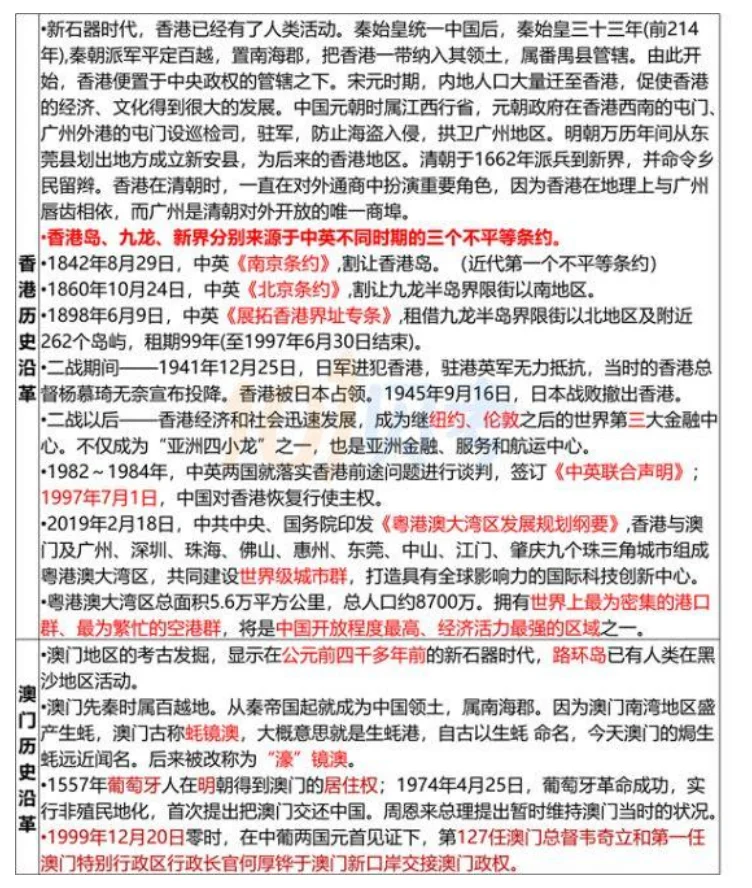 •新石器时代，香港已经有了人类活动。秦始皇统一中国后，秦始皇三十三年(前214
年),秦朝派军平定百越，置南海郡，把香港一带纳入其领土，属番禺县管辖。由此开
始，香港便置于中央政权的管辖之下。宋元时期，内地人口大量迁至香港，促使香港
的经济、文化得到很大的发展。中国元朝时属江西行省，元朝政府在香港西南的屯门、
广州外港的屯门设巡检司，驻军，防止海盗入侵，拱卫广州地区。明朝万历年间从东
莞县划出地方成立新安县，为后来的香港地区。清朝于1662年派兵到新界，并命令乡
民留辫。香港在清朝时，一直在对外通商中扮演重要角色，因为香港在地理上与广州
唇齿相依，而广州是清朝对外开放的唯一商埠。
•香港岛、九龙、新界分别来源于中英不同时期的三个不平等条约。
香港历史沿革
•1842年8月29日，中英《南京条约》,割让香港岛。（近代第一个不平等条约）
•1860年10月24日，中英《北京条约》,割让九龙半岛界限街以南地区。
•1898年6月9日，中英《展拓香港界址专条》,租借九龙半岛界限街以北地区及附近
262个岛屿，租期99年(至1997年6月30日结束)。
•二战期间——1941年12月25日，日军进犯香港，驻港英军无力抵抗，当时的香港总
督杨慕琦无奈宣布投降。香港被日本占领。1945年9月16日，日本战败撤出香港。
•二战以后——香港经济和社会迅速发展，成为继纽约、伦敦之后的世界第三大金融中
心。不仅成为“亚洲四小龙”之一，也是亚洲金融、服务和航运中心。
•1982～1984年，中英两国就落实香港前途问题进行谈判，签订《中英联合声明》；
1997年7月1日，中国对香港恢复行使主权。
•2019年2月18日，中共中央、国务院印发《粤港澳大湾区发展规划纲要》,香港与澳
门及广州、深圳、珠海、佛山、惠州、东莞、中山、江门、肇庆九个珠三角城市组成
粤港澳大湾区，共同建设世界级城市群，打造具有全球影响力的国际科技创新中心。
•粤港澳大湾区总面积5.6万平方公里，总人口约8700万。拥有世界上最为密集的港口
群、最为繁忙的空港群，将是中国开放程度最高、经济活力最强的区域之一。
澳门历史沿革
•澳门地区的考古发掘，显示在公元前四千多年前的新石器时代，路环岛已有人类在黑
沙地区活动。
•澳门先秦时属百越地。从秦帝国起就成为中国领土，属南海郡。因为澳门南湾地区盛
产生蚝，澳门古称蚝镜澳，大概意思就是生蚝港，自古以生蚝 命名，今天澳门的焗生
蚝远近闻名。后来被改称为“濠”镜澳。
•1557年葡萄牙人在明朝得到澳门的居住权；1974年4月25日，葡萄牙革命成功，实
行非殖民地化，首次提出把澳门交还中国。周恩来总理提出暂时维持澳门当时的状况。
•1999年12月20日零时，在中葡两国元首见证下，第127任澳门总督韦奇立和第一任
澳门特别行政区行政长官何厚铧于澳门新口岸交接澳门政权。